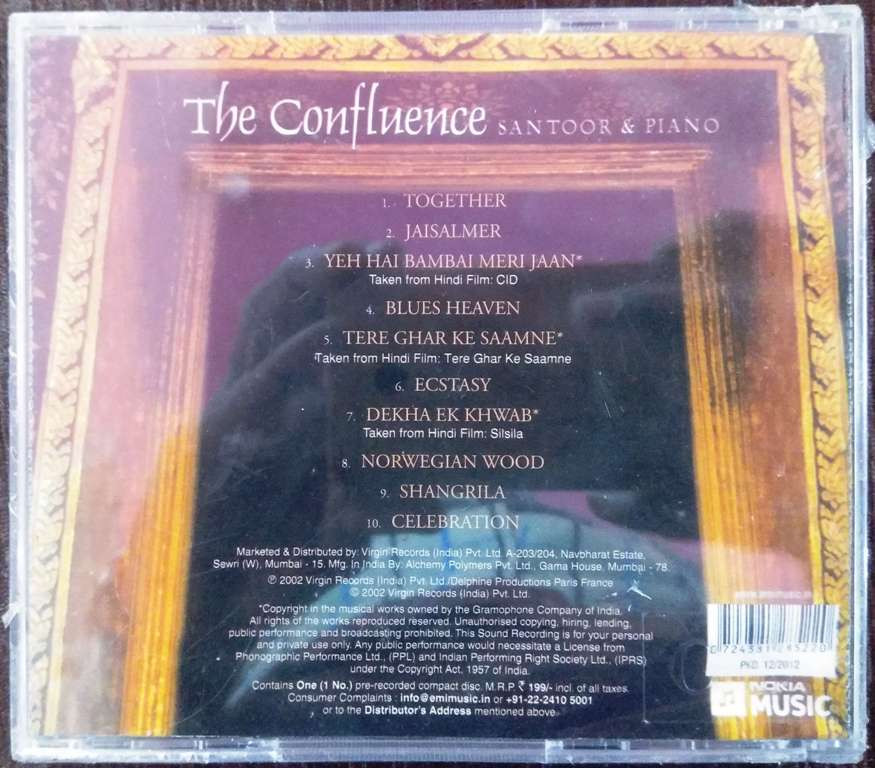 The Confluence SANTOOR & PIANO
1. TOGETHER
2. JAISALMER
3. YEH HAI BAMBAI MERI JAAN*
Taken from Hindi Film: CID
4. BLUES HEAVEN
5. TERE GHAR KE SAAMNE*
Taken from Hindi Film: Tere Ghar Ke Saamne
6. ECSTASY
7. DEKHA EK KHWAB*
Taken from Hindi Film: Silsila
8. NORWEGIAN WOOD
9. SHANGRILA
10. CELEBRATION
Marketed & Distributed by: Virgin Records (India) Pvt. Ltd. A-203/204, Navbharat Estate,
Sewri (W), Mumbai - 15. Mfg. In India By: Alchemy Polymers Pvt. Ltd., Gama House, Mumbai - 78.
℗ 2002 Virgin Records (India) Pvt. Ltd./Delphine Productions Paris France
© 2002 Virgin Records (India) Pvt. Ltd.
*Copyright in the musical works owned by the Gramophone Company of India.
All rights of the works reproduced reserved. Unauthorised copying, hiring, lending,
public performance and broadcasting prohibited. This Sound Recording is for your personal
and private use only. Any public performance would necessitate a License from
Phonographic Performance Ltd., (PPL) and Indian Performing Right Society Ltd., (IPRS)
under the Copyright Act, 1957 of India.
Contains One (1 No.) pre-recorded compact disc. M.R.P. ₹ 199/- incl. of all taxes.
Consumer Complaints : info@emimusic.in or +91-22-2410 5001
or to the Distributor's Address mentioned above.
www.emimusic.in
PKD 12/2012
NOKIA
MUSIC